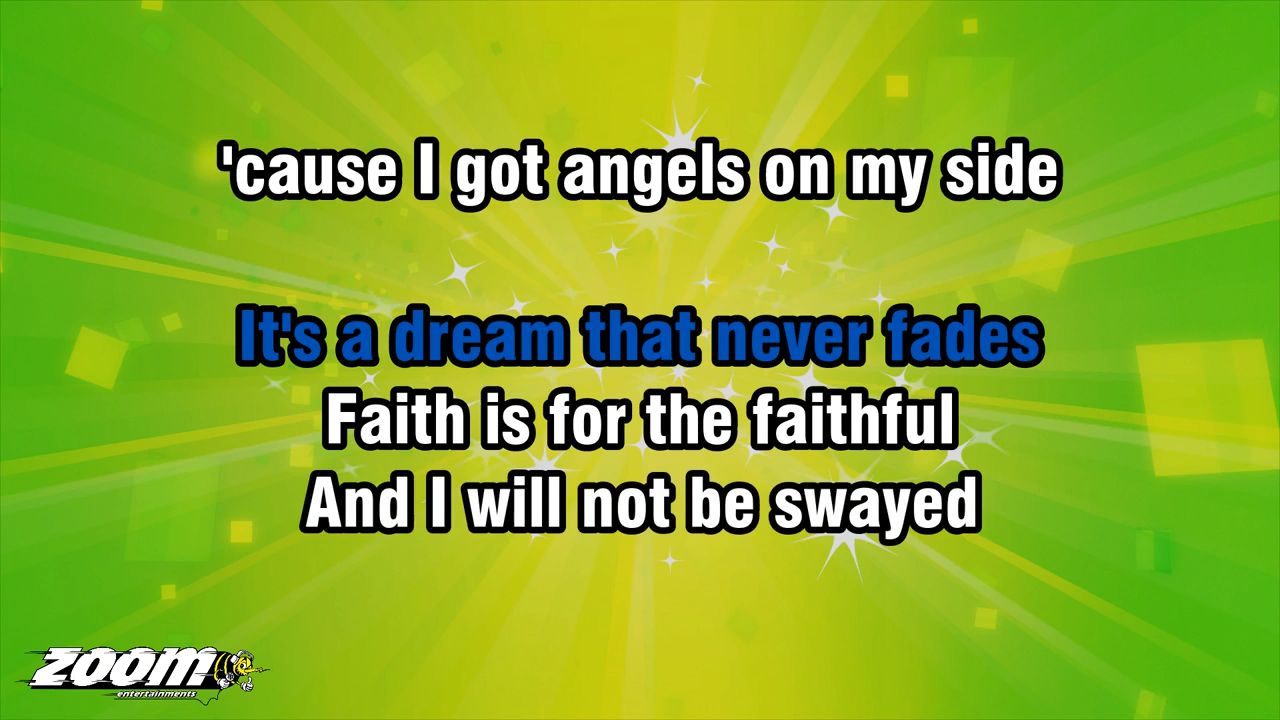 'cause I got angels on my side
It's a dream that never fades
Faith is for the faithful
And I will not be swayed
zoom
entertainments